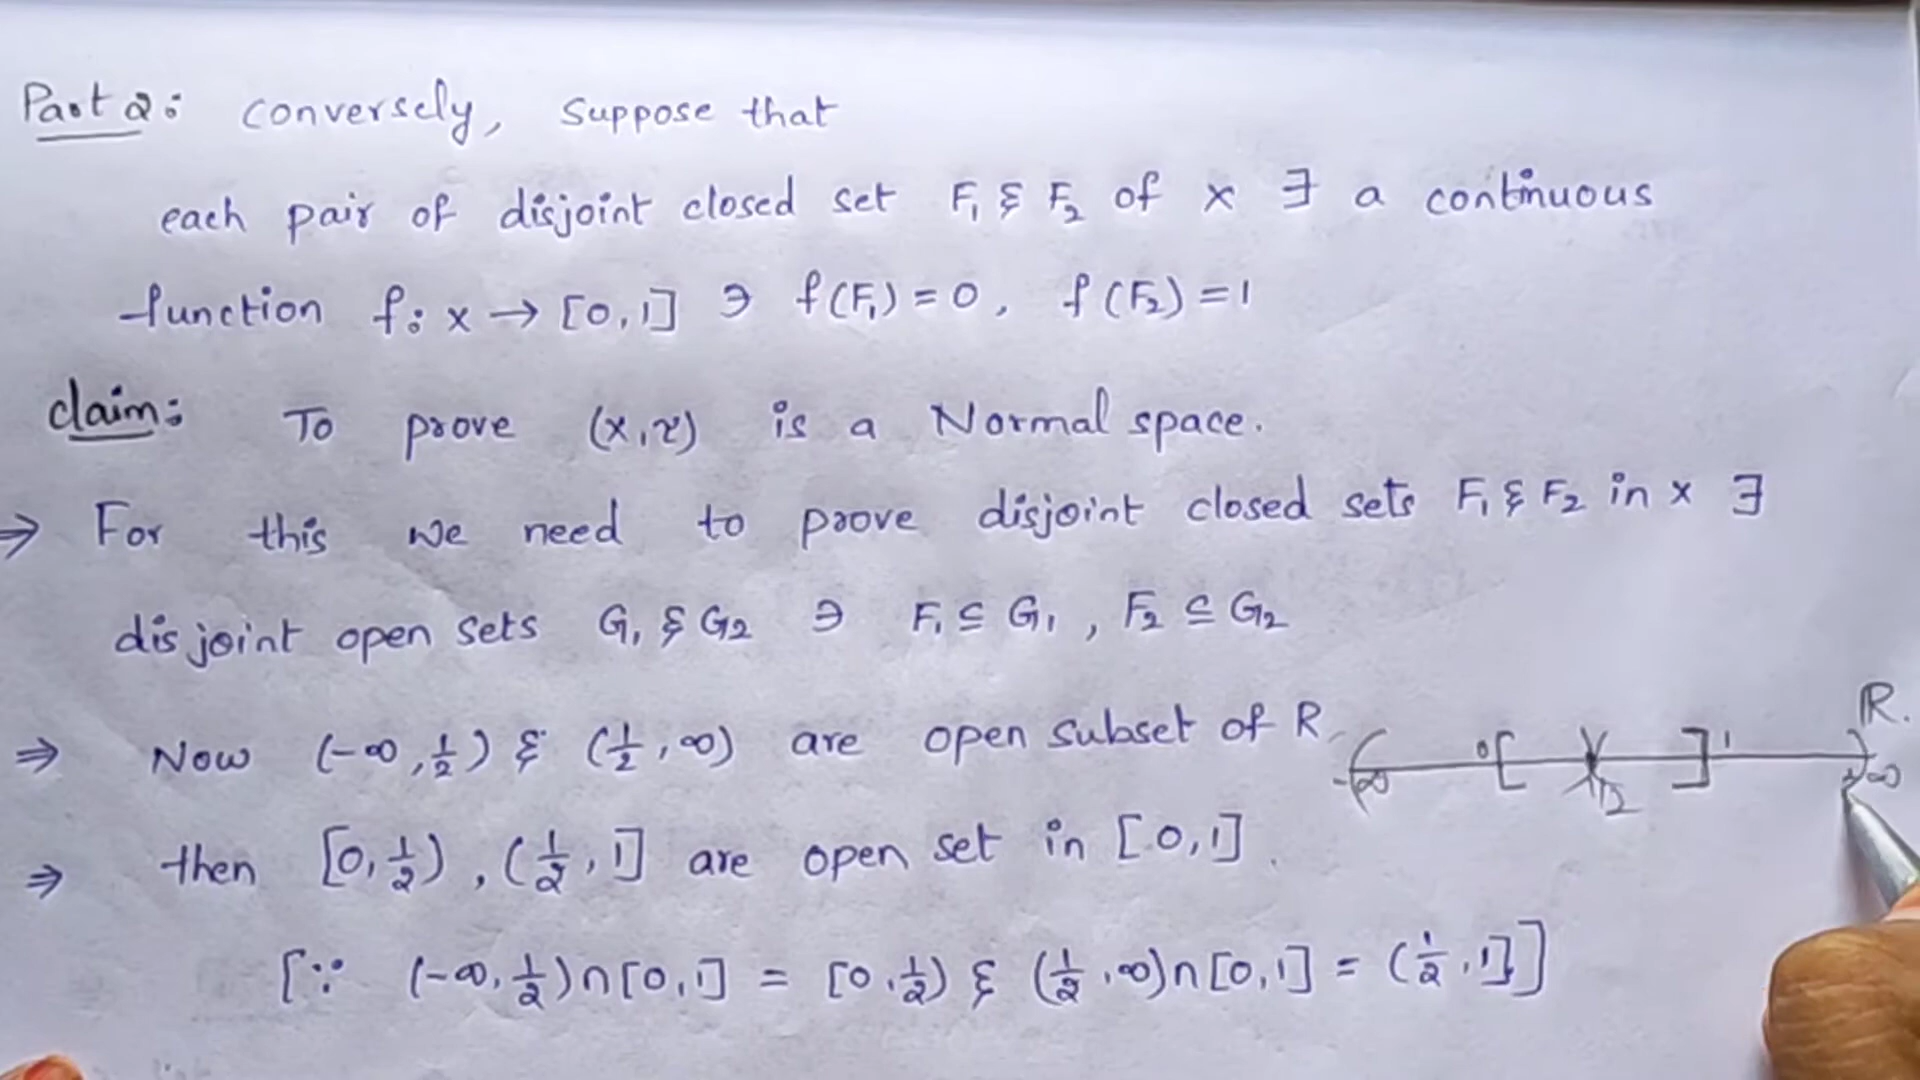 Part 2: conversely, suppose that
each pair of disjoint closed set F₁ & F₂ of x ∃ a continuous
function f: x → [0,1] ∋ f(F₁) = 0, f(F₂) = 1
claim: To prove (x,τ) is a Normal space.
⇒ For this we need to prove disjoint closed sets F₁ & F₂ in x ∃
disjoint open sets G₁ & G₂ ∋ F₁ ⊆ G₁, F₂ ⊆ G₂
⇒ Now (-∞, 1/2) & (1/2, ∞) are open subset of R
R.
0 1
-∞ 1/2 ∞
⇒ then [0, 1/2), (1/2, 1] are open set in [0,1].
[∵ (-∞, 1/2) ∩ [0,1] = [0, 1/2) & (1/2, ∞) ∩ [0,1] = (1/2, 1]]